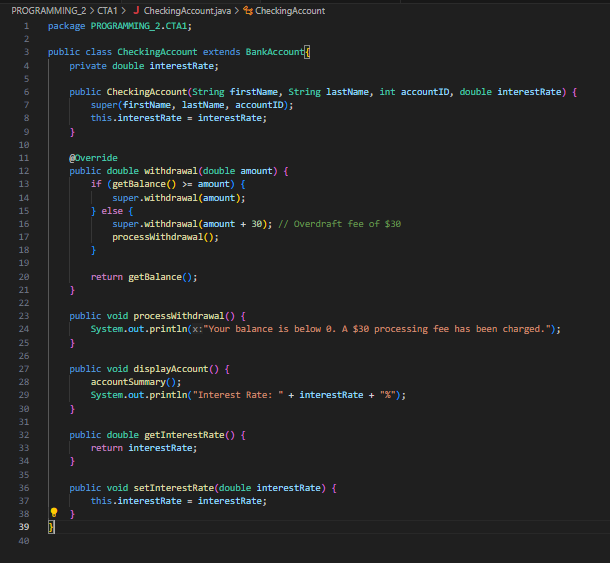 PROGRAMMING_2 > CTA1 > J CheckingAccount.java > CheckingAccount
1 package PROGRAMMING_2.CTA1;
2
3 public class CheckingAccount extends BankAccount{
4     private double interestRate;
5
6     public CheckingAccount(String firstName, String lastName, int accountID, double interestRate) {
7         super(firstName, lastName, accountID);
8         this.interestRate = interestRate;
9     }
10
11     @Override
12     public double withdrawal(double amount) {
13         if (getBalance() >= amount) {
14             super.withdrawal(amount);
15         } else {
16             super.withdrawal(amount + 30); // Overdraft fee of $30
17             processWithdrawal();
18         }
19
20         return getBalance();
21     }
22
23     public void processWithdrawal() {
24         System.out.println(x:"Your balance is below 0. A $30 processing fee has been charged.");
25     }
26
27     public void displayAccount() {
28         accountSummary();
29         System.out.println("Interest Rate: " + interestRate + "%");
30     }
31
32     public double getInterestRate() {
33         return interestRate;
34     }
35
36     public void setInterestRate(double interestRate) {
37         this.interestRate = interestRate;
38     }
39 }
40